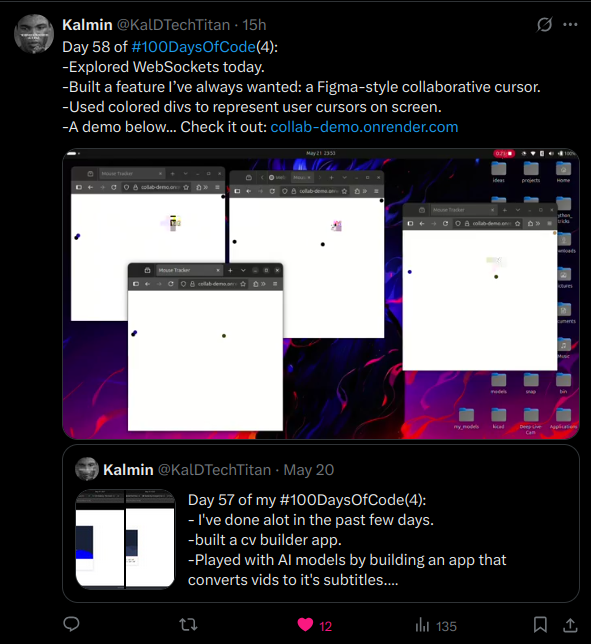 Kalmin @KalDTechTitan · 15h
Day 58 of #100DaysOfCode(4):
-Explored WebSockets today.
-Built a feature I’ve always wanted: a Figma-style collaborative cursor.
-Used colored divs to represent user cursors on screen.
-A demo below... Check it out: collab-demo.onrender.com
May 21 23:53
Mouse Tracker
collab-demo.onr
Mouse Tracker
collab-demo.onr
ideas
projects
Home
Mouse Tracker
collab-demo.onr
Mouse Tracker
collab-demo.onr
Music
models
snap
bin
my_models
Deep-Live
Cam
Applications
Kalmin @KalDTechTitan · May 20
Day 57 of my #100DaysOfCode(4):
- I've done alot in the past few days.
-built a cv builder app.
-Played with AI models by building an app that
converts vids to it's subtitles....
12
135